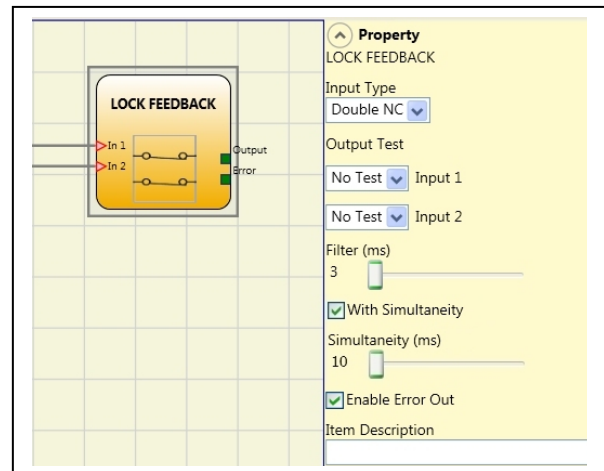 LOCK FEEDBACK
In 1
In 2
Output
Error
Property
LOCK FEEDBACK
Input Type
Double NC
Output Test
No Test Input 1
No Test Input 2
Filter (ms)
3
With Simultaneity
Simultaneity (ms)
10
Enable Error Out
Item Description